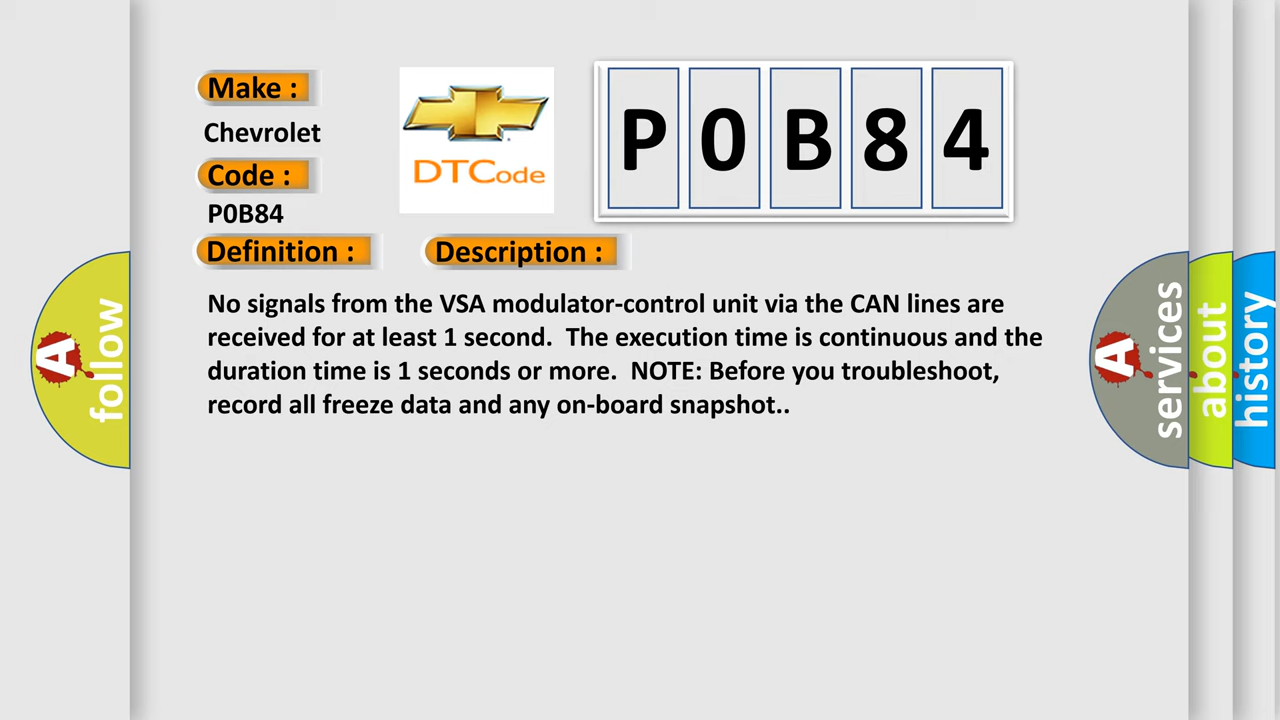 Make :
Chevrolet
Code :
P0B84
Definition :
Description :
DTCode
P0B84
No signals from the VSA modulator-control unit via the CAN lines are
received for at least 1 second  The execution time is continuous and the
duration time is 1 seconds or more  NOTE: Before you troubleshoot,
record all freeze data and any on-board snapshot..
A
follow
A
services
about
history